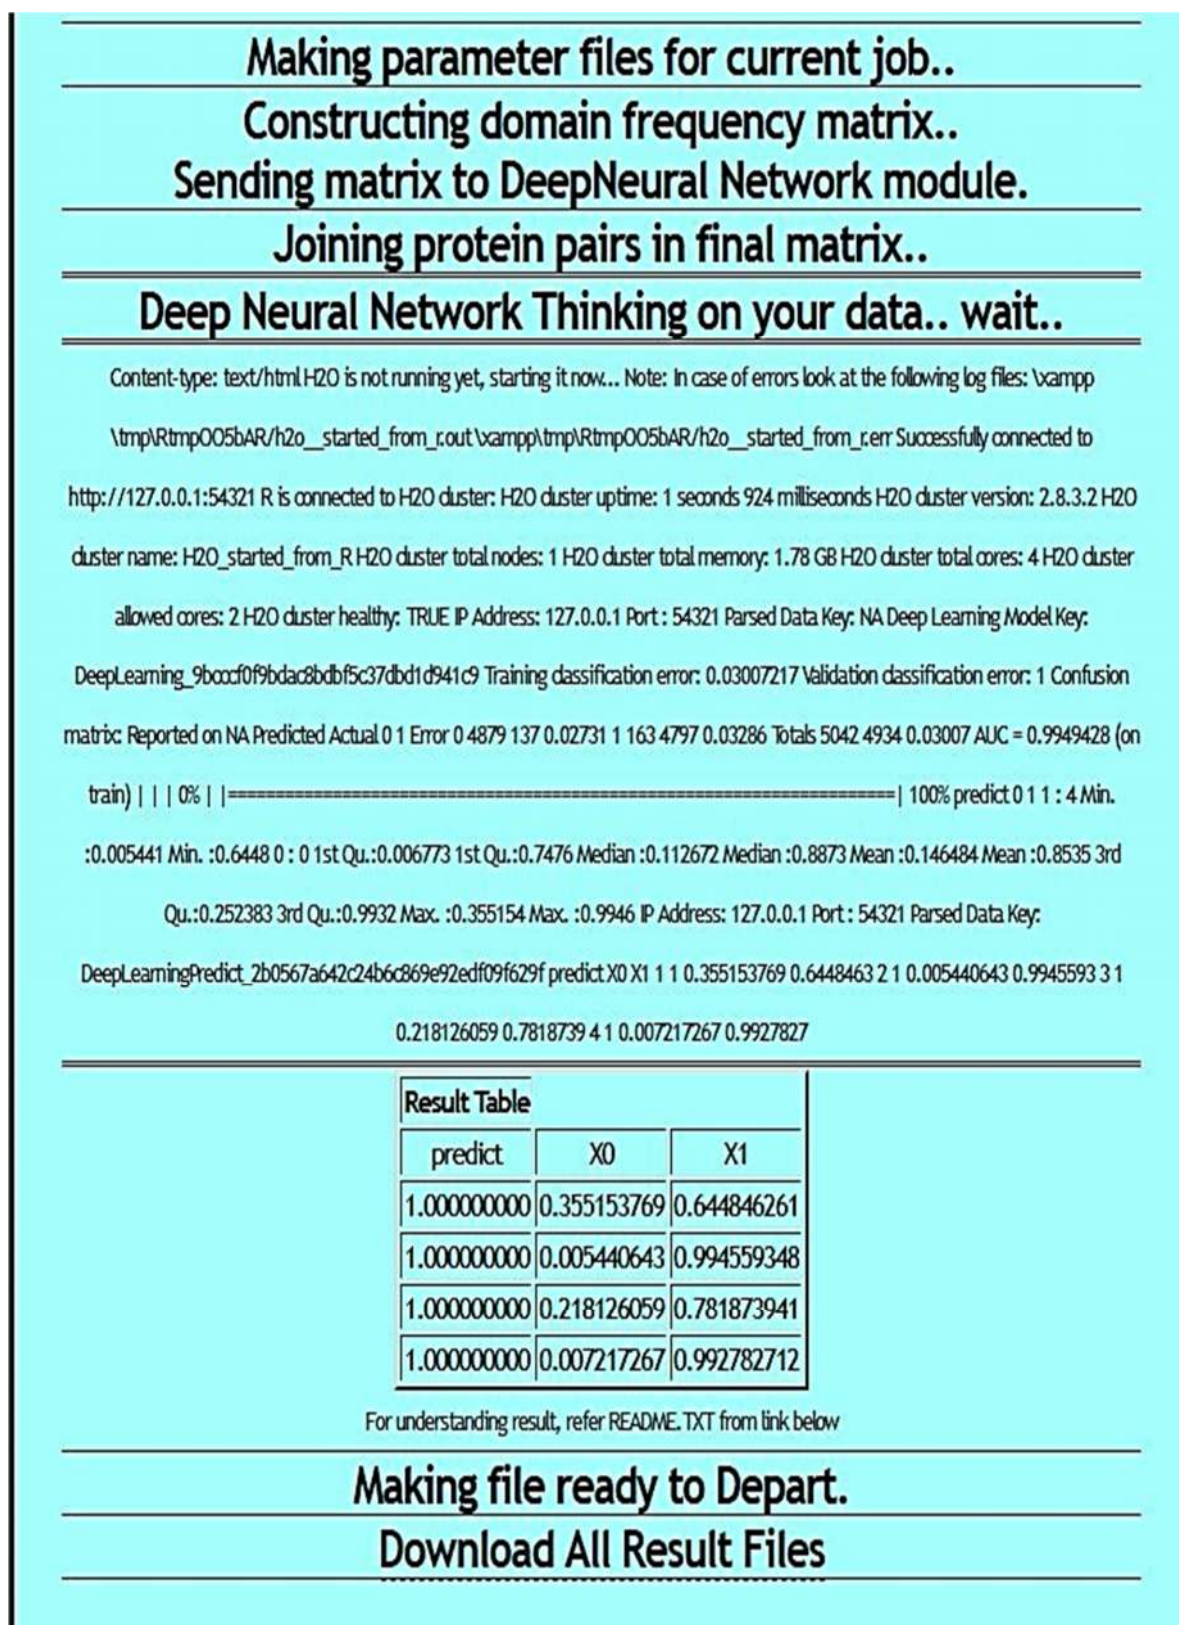 Making parameter files for current job..
Constructing domain frequency matrix..
Sending matrix to DeepNeural Network module.
Joining protein pairs in final matrix..
Deep Neural Network Thinking on your data.. wait..
Content-type: text/html H2O is not running yet, starting it now... Note: In case of errors look at the following log files: \xampp
\tmp\RtmpOO5bAR/h2o__started_from_r.out \xampp\tmp\RtmpOO5bAR/h2o__started_from_r.err Successfully connected to
http://127.0.0.1:54321 R is connected to H2O cluster: H2O cluster uptime: 1 seconds 924 milliseconds H2O cluster version: 2.8.3.2 H2O
cluster name: H2O_started_from_R H2O cluster total nodes: 1 H2O cluster total memory: 1.78 GB H2O cluster total cores: 4 H2O cluster
allowed cores: 2 H2O cluster healthy: TRUE IP Address: 127.0.0.1 Port : 54321 Parsed Data Key: NA Deep Learning Model Key:
Training classification error: 0.03007217 Validation classification error: 1 Confusion
matrix: Reported on NA Predicted Actual 0 1 Error 0 4879 137 0.02731 1 163 4797 0.03286 Totals 5042 4934 0.03007 AUC = 0.9949428 (on
train) | | | 0% | |======================================================================| 100% predict 0 1 1 : 4 Min.
:0.005441 Min. :0.6448 0 : 0 1st Qu.:0.006773 1st Qu.:0.7476 Median :0.112672 Median :0.8873 Mean :0.146484 Mean :0.8535 3rd
Qu.:0.252383 3rd Qu.:0.9932 Max. :0.355154 Max. :0.9946 IP Address: 127.0.0.1 Port : 54321 Parsed Data Key:
DeepLearningPredict_2b0567a642c24b6c869e92edf09f629f predict X0 X1 1 1 0.355153769 0.6448463 2 1 0.005440643 0.9945593 3 1
0.218126059 0.7818739 4 1 0.007217267 0.9927827
Result Table
predict X0 X1
1.000000000 0.355153769 0.644846261
1.000000000 0.005440643 0.994559348
1.000000000 0.218126059 0.781873941
1.000000000 0.007217267 0.992782712
For understanding result, refer README.TXT from link below
Making file ready to Depart.
Download All Result Files